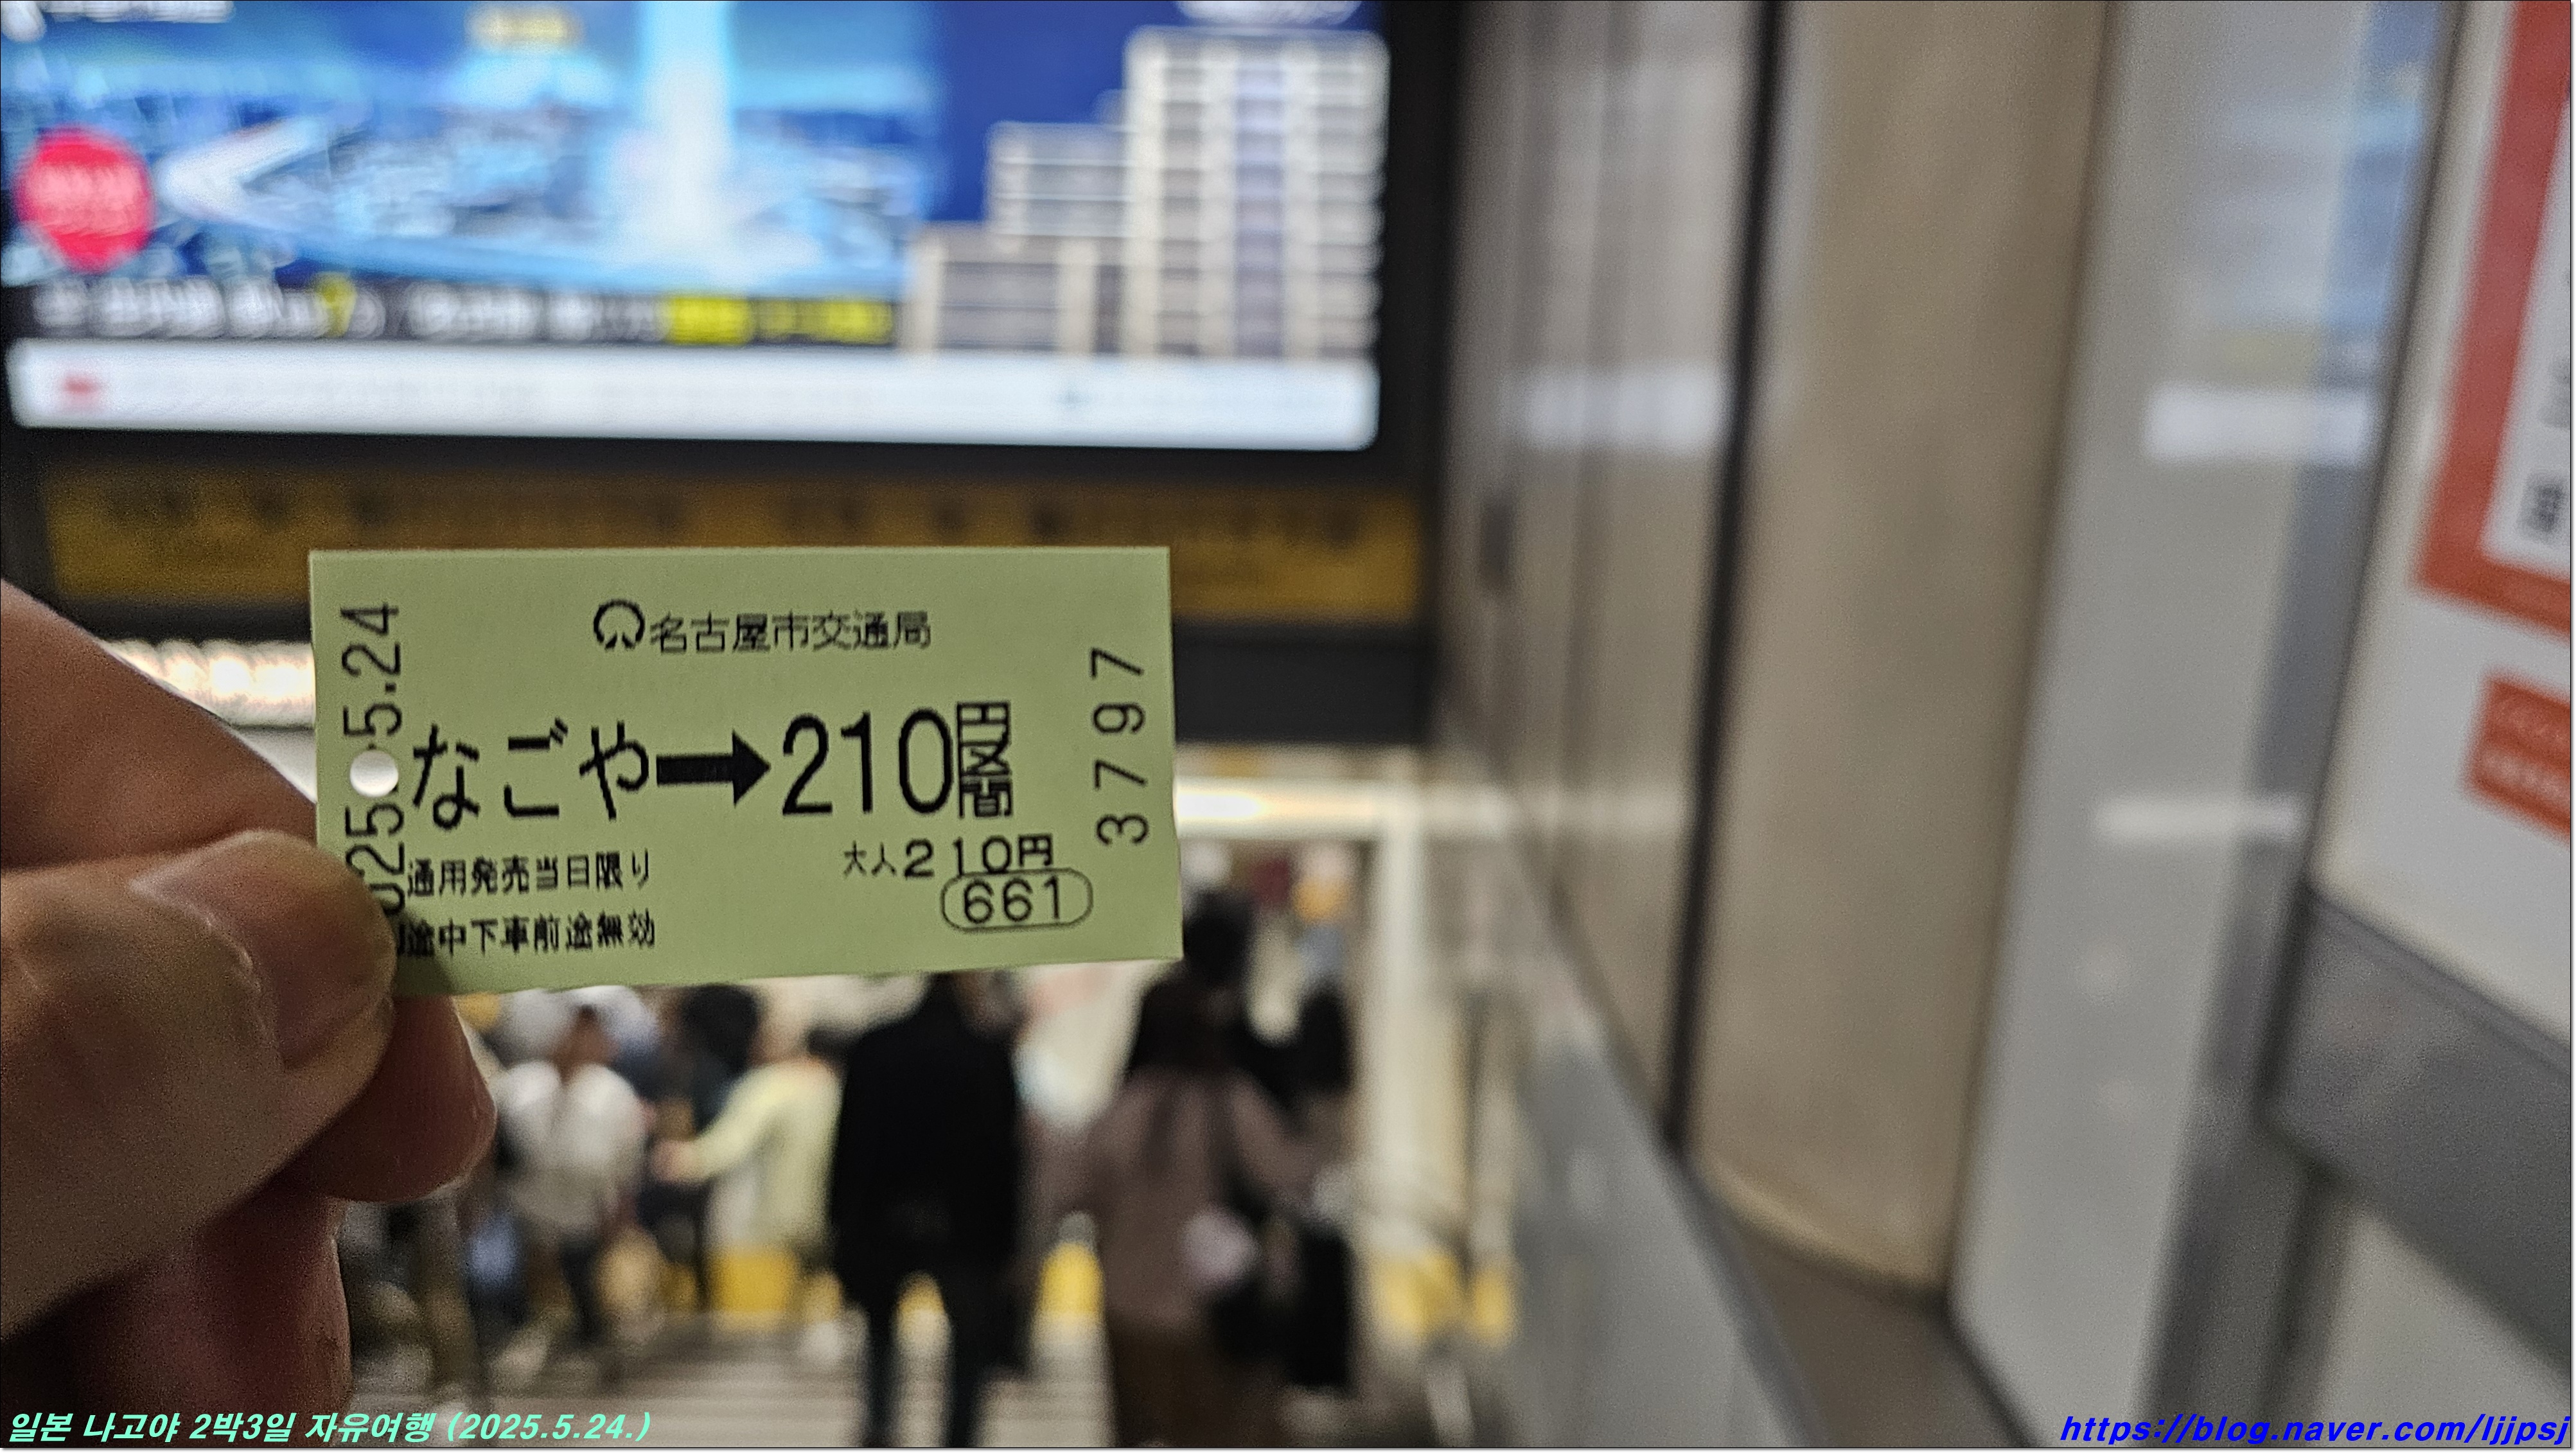 名古屋市交通局
なごや➡210円区間
大人210円
661
通用発売当日限り
途中下車前途無効
025.-5.24
3797
일본 나고야 2박3일 자유여행 (2025.5.24.)
https://blog.naver.com/ljjpsj